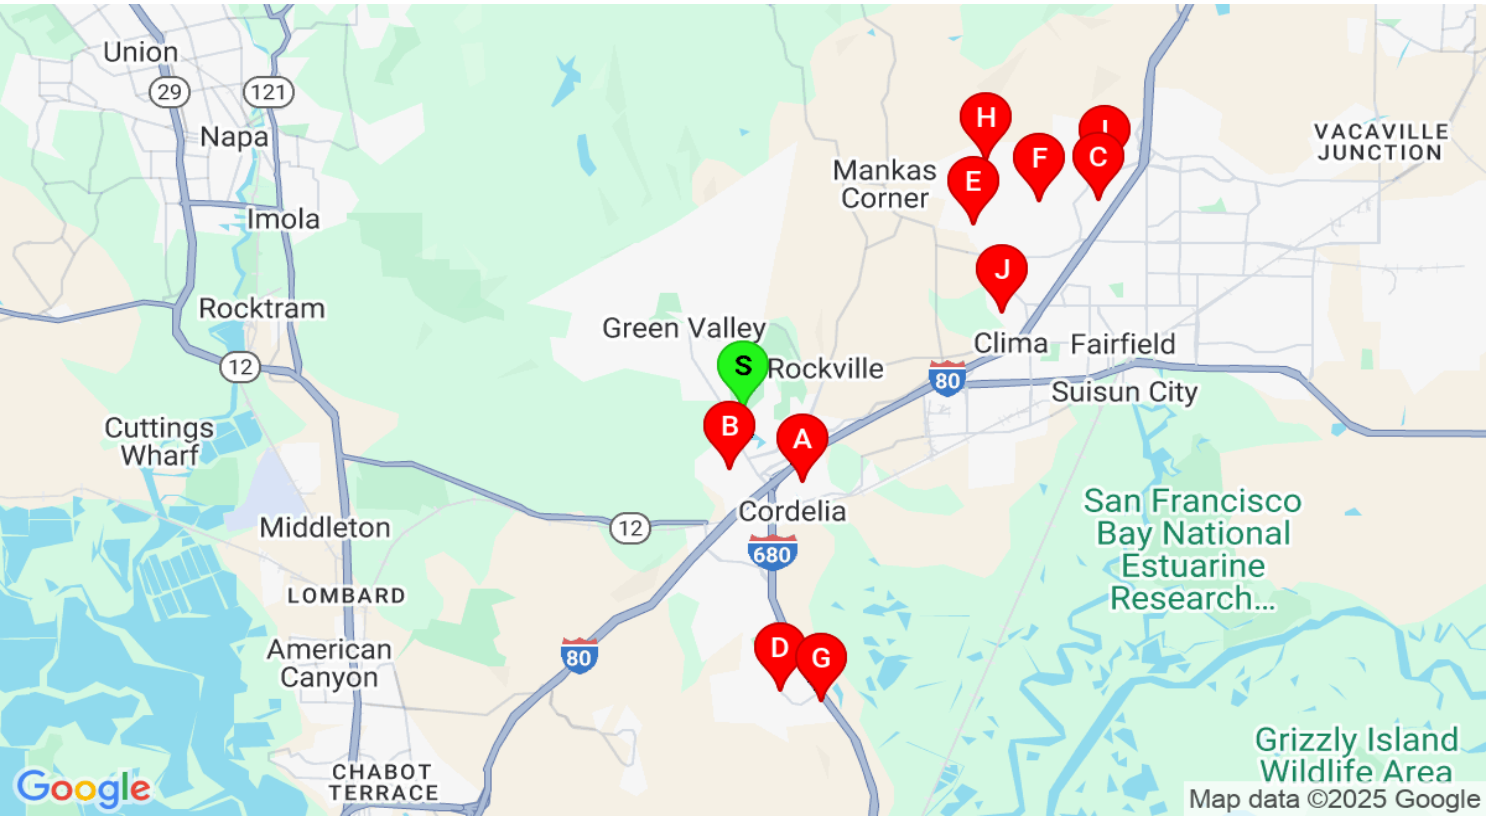 Union
29
121
Napa
Imola
Rocktram
12
Cuttings
Wharf
Middleton
LOMBARD
American
Canyon
CHABOT
TERRACE
Google
80
12
Green Valley
S
Rockville
B
A
Cordelia
680
D
G
H
I
F
C
E
Mankas
Corner
VACAVILLE
JUNCTION
J
Clima
Fairfield
80
Suisun City
San Francisco
Bay National
Estuarine
Research...
Grizzly Island
Wildlife Area
Map data ©2025 Google